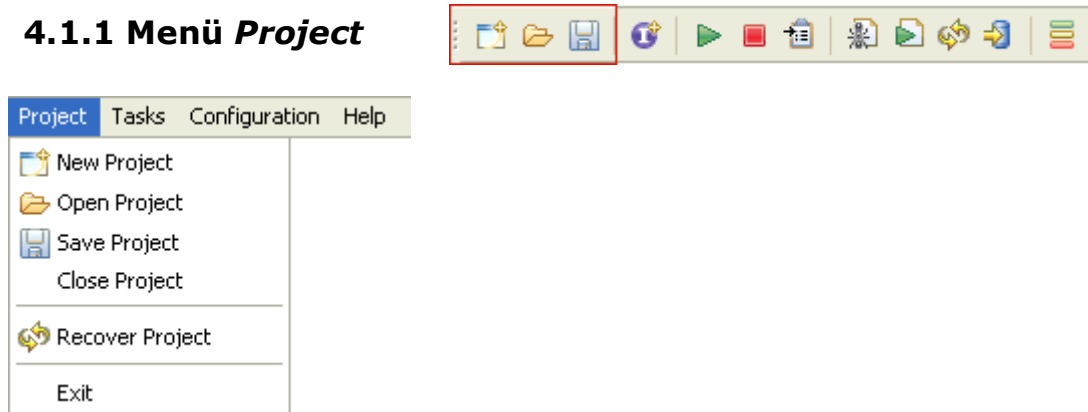 4.1.1 Menü Project
Project Tasks Configuration Help
New Project
Open Project
Save Project
Close Project
Recover Project
Exit